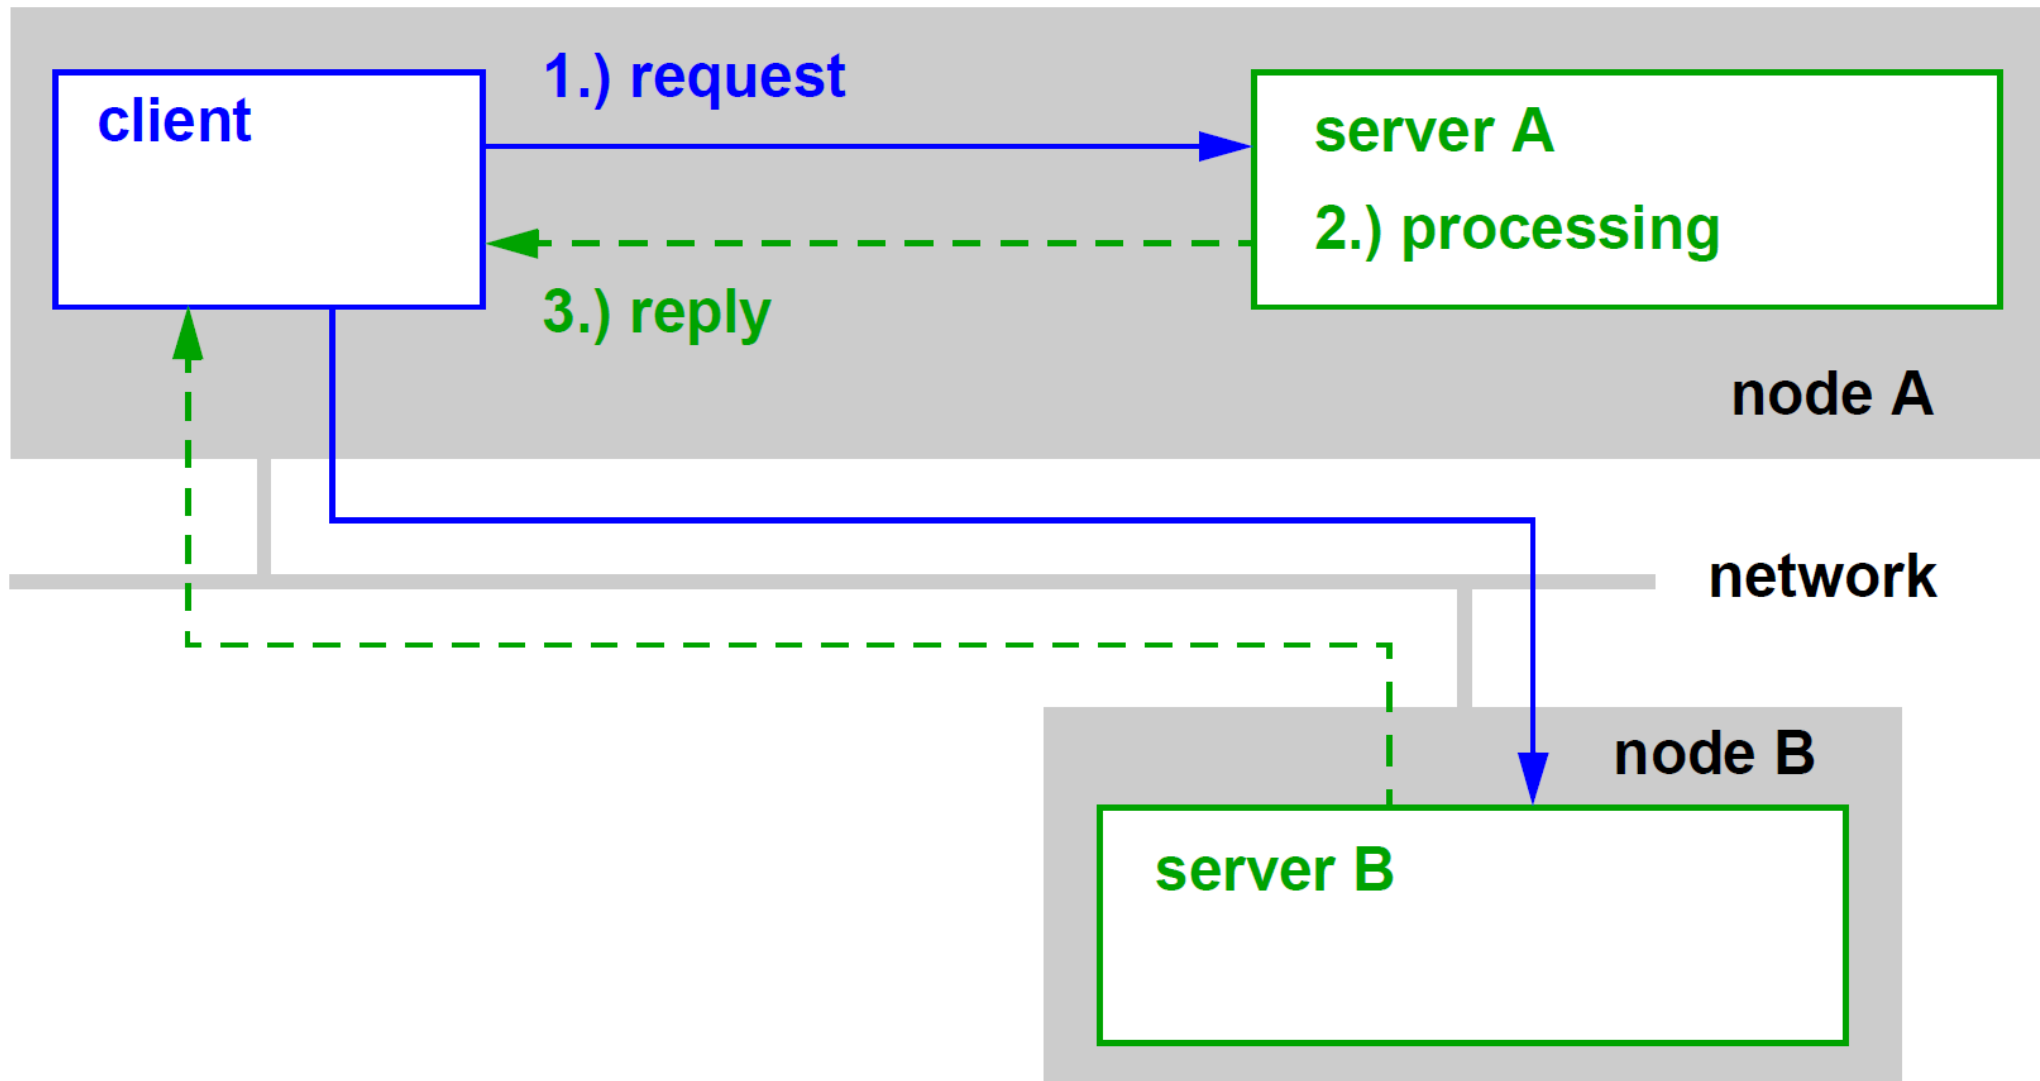 client
1.) request
server A
2.) processing
3.) reply
node A
network
node B
server B